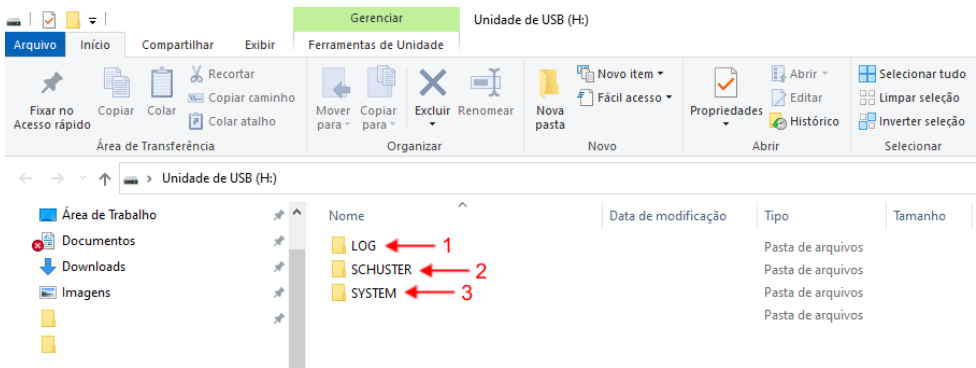 Gerenciar
Unidade de USB (H:)
Arquivo Início Compartilhar Exibir Ferramentas de Unidade
Fixar no Acesso rápido
Copiar
Colar
Recortar
Copiar caminho
Colar atalho
Área de Transferência
Mover para
Copiar para
Excluir
Renomear
Organizar
Nova pasta
Novo item
Fácil acesso
Novo
Propriedades
Abrir
Editar
Histórico
Abrir
Selecionar tudo
Limpar seleção
Inverter seleção
Selecionar
Unidade de USB (H:)
Área de Trabalho
Documentos
Downloads
Imagens
Nome Data de modificação Tipo Tamanho
LOG 1 Pasta de arquivos
SCHUSTER 2 Pasta de arquivos
SYSTEM 3 Pasta de arquivos
Pasta de arquivos